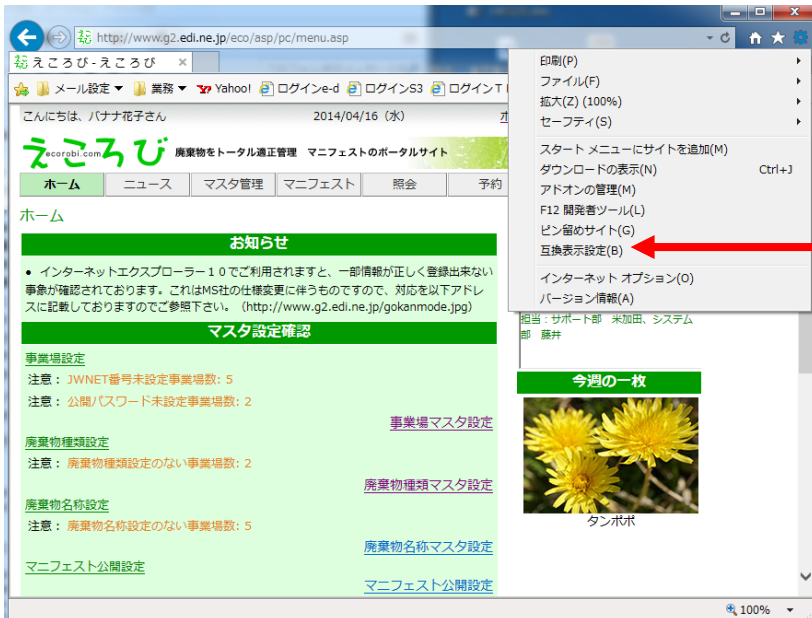 http://www.g2.edi.ne.jp/eco/asp/pc/menu.asp
えころび - えころび ×
メール設定 ▼ 業務 ▼ Yahoo! ログインe-d ログインS3 ログインT
こんにちは、バナナ花子さん 2014/04/16（水）
えころび ecorobi.com 廃棄物をトータル適正管理 マニフェストのポータルサイト
ホーム ニュース マスタ管理 マニフェスト 照会 予約
ホーム
お知らせ
● インターネットエクスプローラー１０でご利用されますと、一部情報が正しく登録出来ない
事象が確認されております。これはMS社の仕様変更に伴うものですので、対応を以下アドレ
スに記載しておりますのでご参照下さい。（http://www.g2.edi.ne.jp/gokanmode.jpg）
マスタ設定確認
事業場設定
注意： JWNET番号未設定事業場数: 5
注意： 公開パスワード未設定事業場数: 2
事業場マスタ設定
廃棄物種類設定
注意： 廃棄物種類設定のない事業場数: 2
廃棄物種類マスタ設定
廃棄物名称設定
注意： 廃棄物名称設定のない事業場数: 5
廃棄物名称マスタ設定
マニフェスト公開設定
マニフェスト公開設定
印刷(P)
ファイル(F)
拡大(Z) (100%)
セーフティ(S)
スタート メニューにサイトを追加(M)
ダウンロードの表示(N) Ctrl+J
アドオンの管理(M)
F12 開発者ツール(L)
ピン留めサイト(G)
互換表示設定(B)
インターネット オプション(O)
バージョン情報(A)
担当：サポート部 米加田、システム
部 藤井
今週の一枚
タンポポ
100%